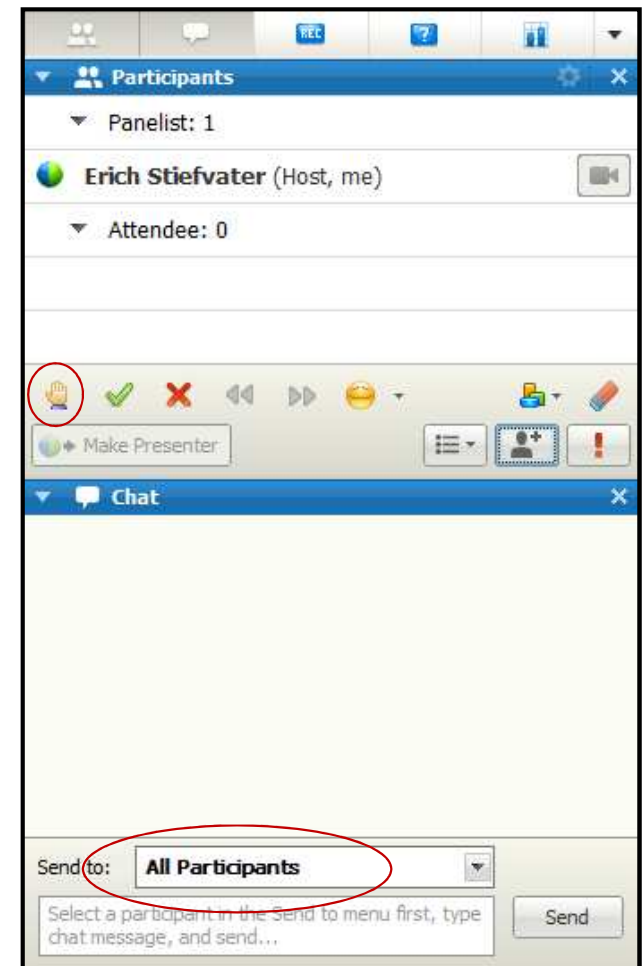 REC ?
Participants
Panelist: 1
Erich Stiefvater (Host, me)
Attendee: 0
Make Presenter
!
Chat
Send to: All Participants
Select a participant in the Send to menu first, type
chat message, and send...
Send